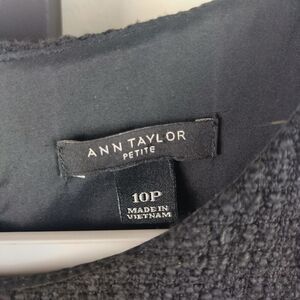 ANN TAYLOR
PETITE
10P
MADE IN
VIETNAM